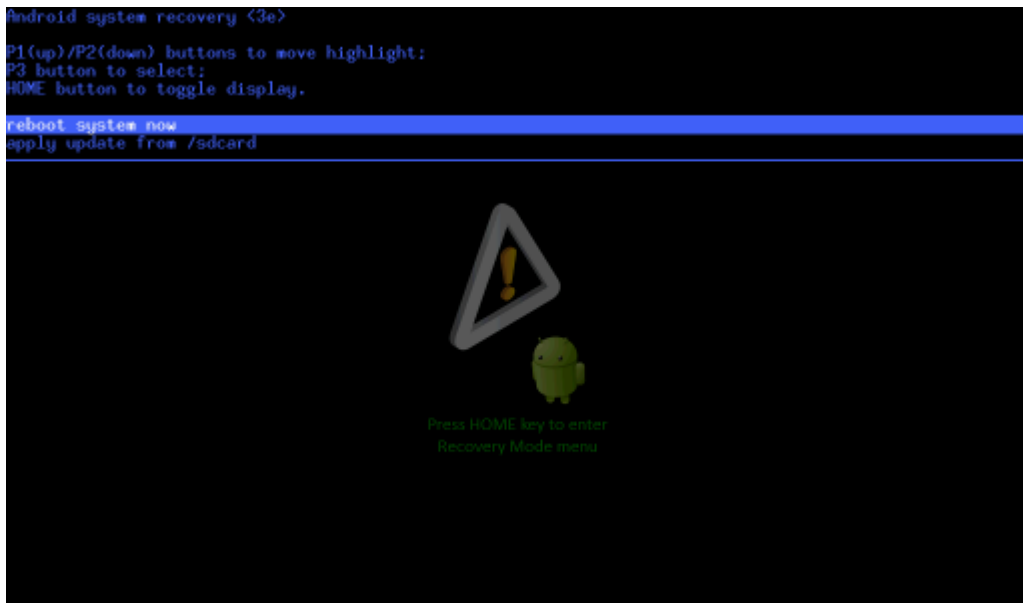 Android system recovery <3e>
P1(up)/P2(down) buttons to move highlight;
P3 button to select;
HOME button to toggle display.
reboot system now
apply update from /sdcard
Press HOME key to enter
Recovery Mode menu